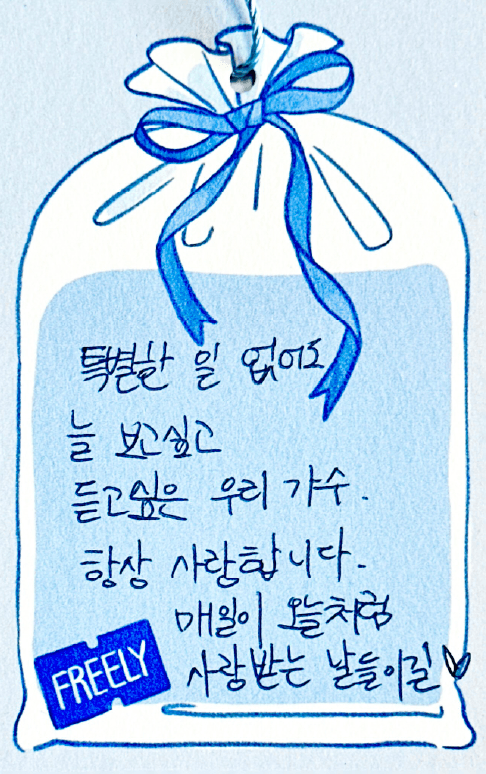 특별한 일 없어도
늘 보고싶고
듣고싶은 우리 가수.
항상 사랑합니다.
매일이 오늘처럼
사랑받는 날들이길
FREELY